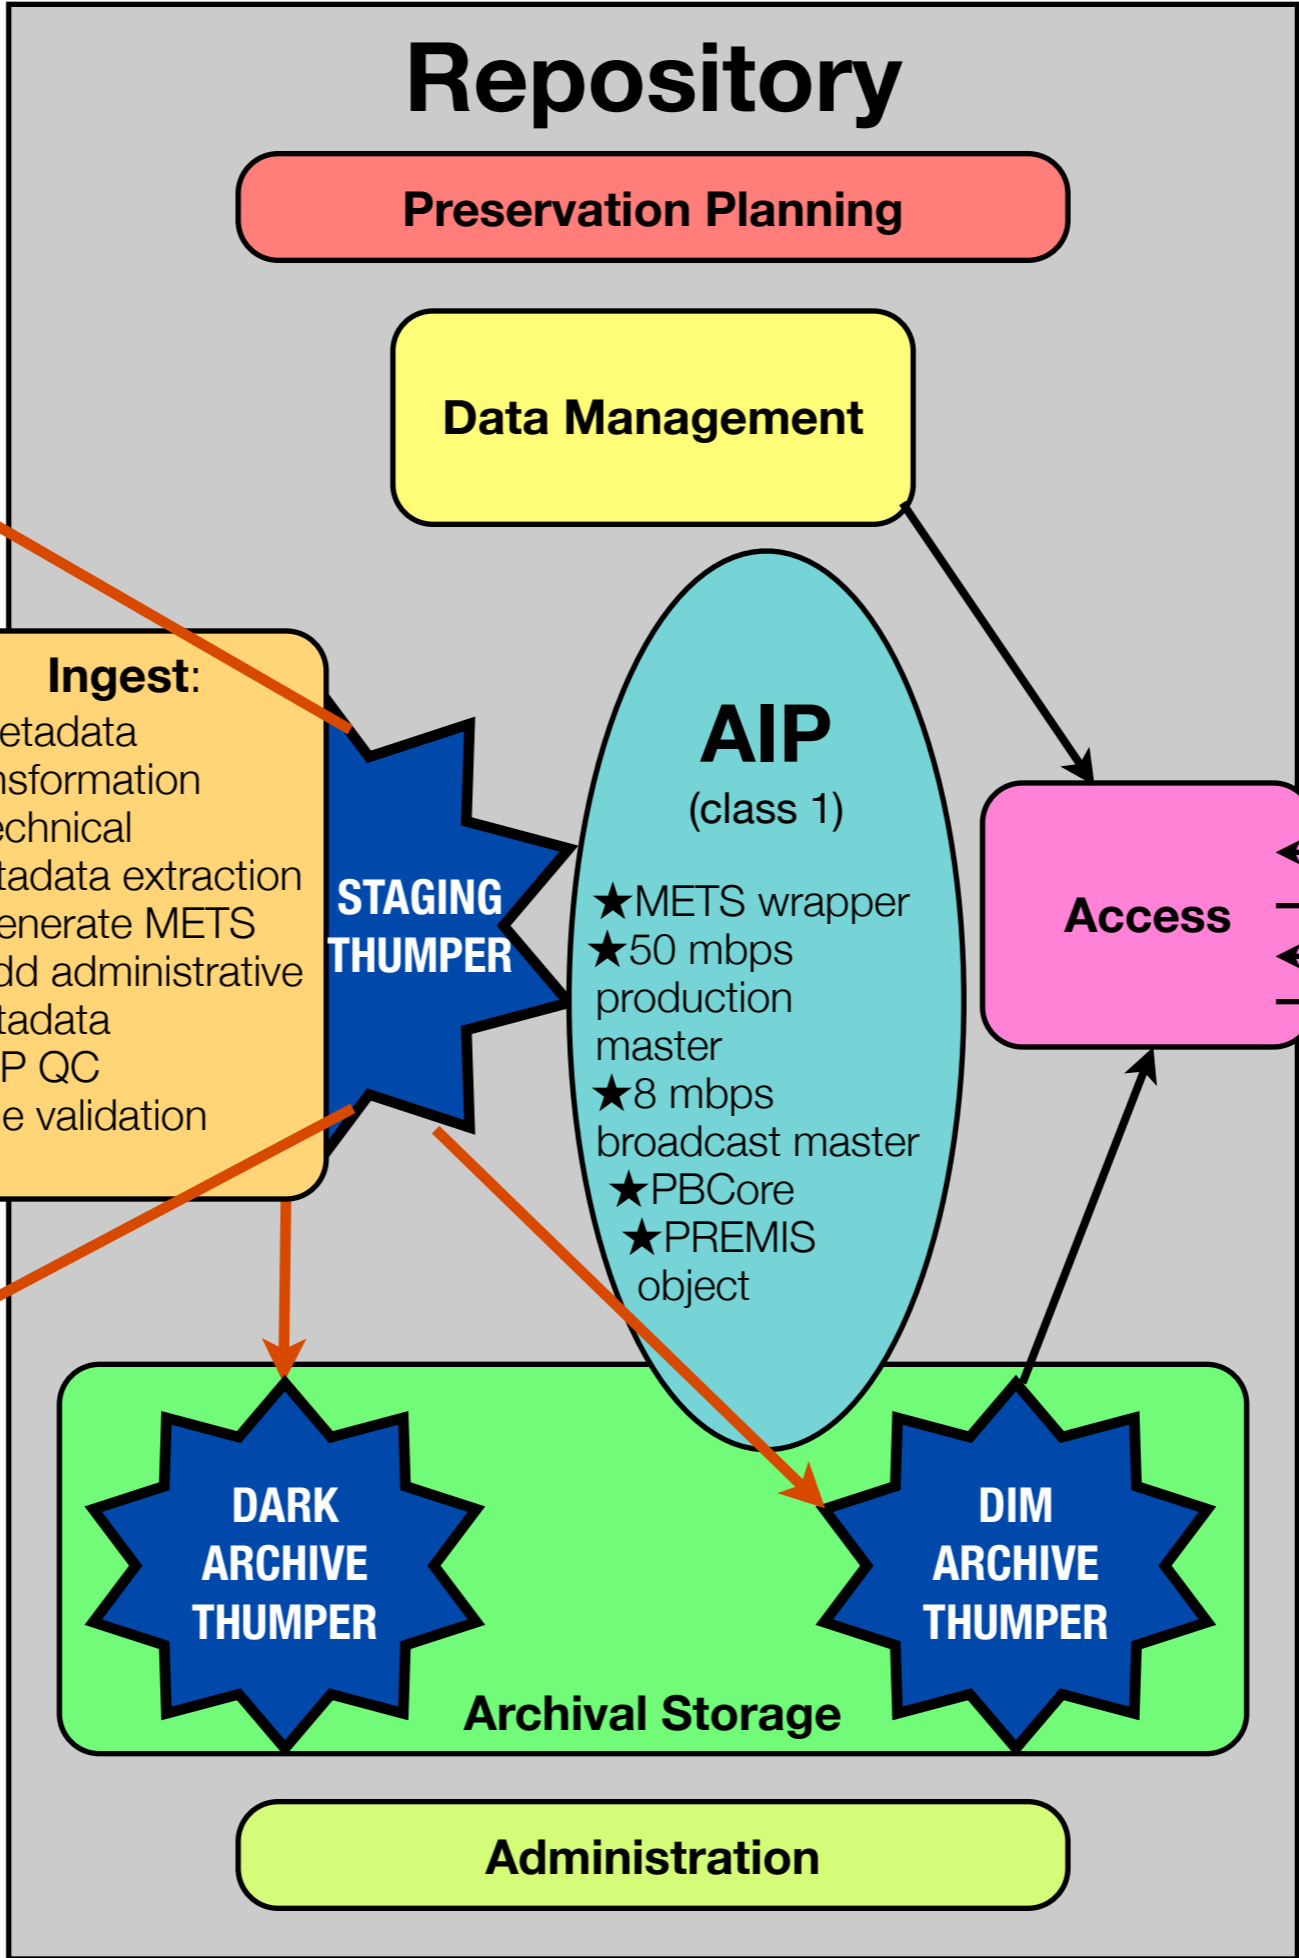 Repository
Preservation Planning
Data Management
Ingest:
etadata
nsformation
echnical
tadata extraction
enerate METS
dd administrative
tadata
P QC
e validation
STAGING
THUMPER
AIP
(class 1)
★METS wrapper
★50 mbps
production
master
★8 mbps
broadcast master
★PBCore
★PREMIS
object
Access
DARK
ARCHIVE
THUMPER
DIM
ARCHIVE
THUMPER
Archival Storage
Administration